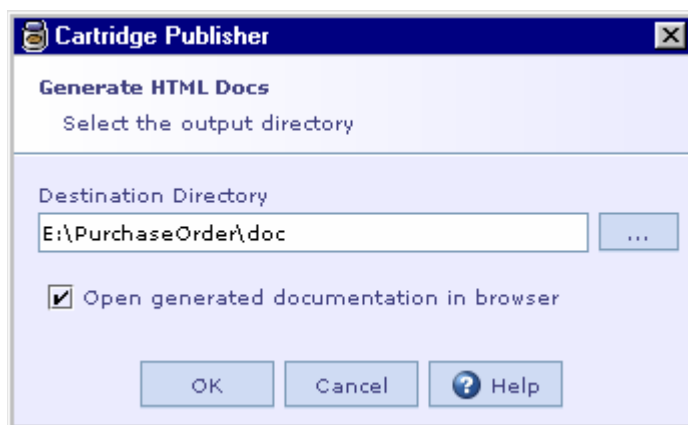 Cartridge Publisher
Generate HTML Docs
Select the output directory
Destination Directory
E:\PurchaseOrder\doc
...
Open generated documentation in browser
OK Cancel Help